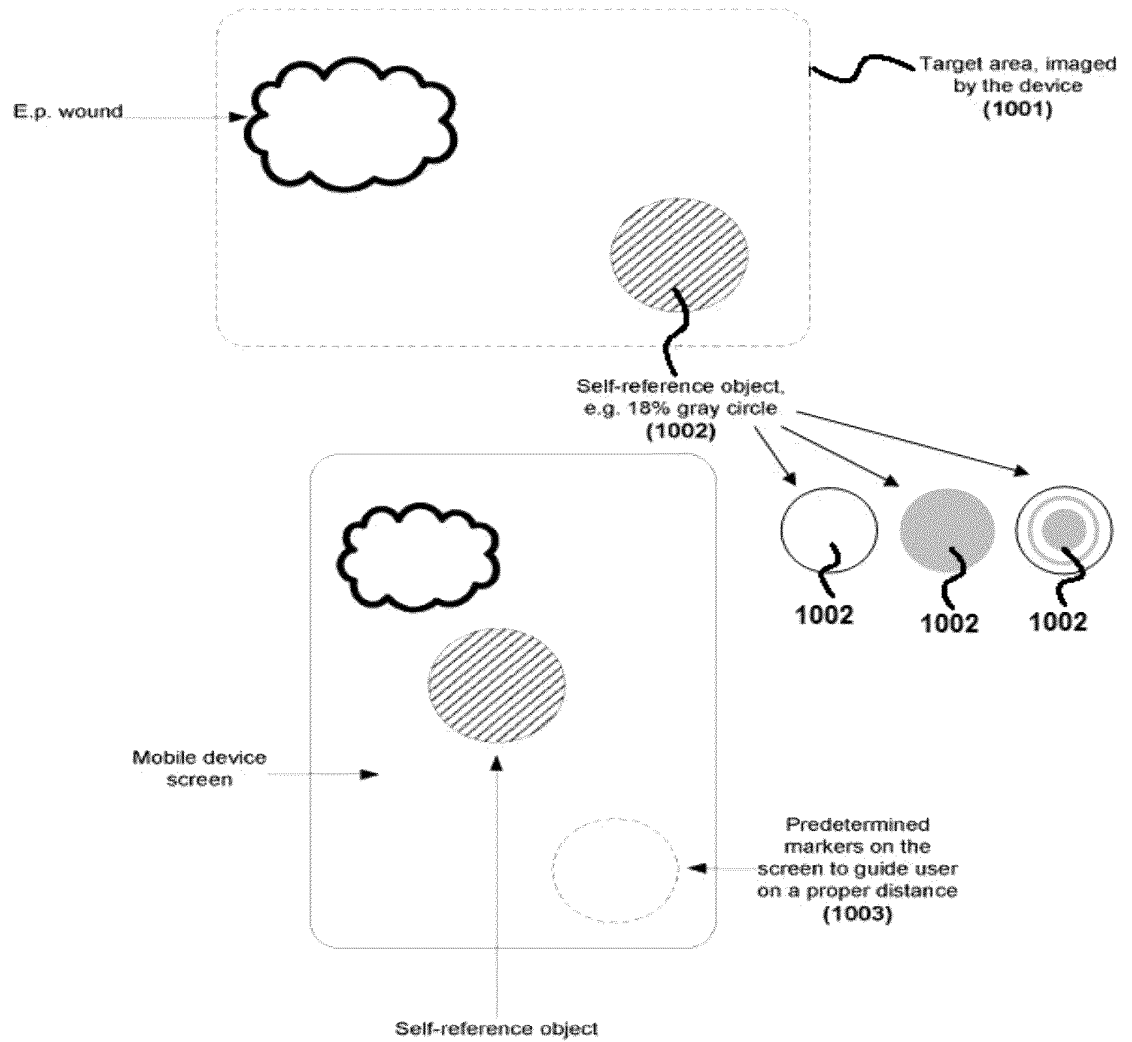 Target area, imaged
by the device
(1001)
E.p. wound
Self-reference object,
e.g. 18% gray circle
(1002)
1002
1002
1002
Mobile device
screen
Predetermined
markers on the
screen to guide user
on a proper distance
(1003)
Self-reference object